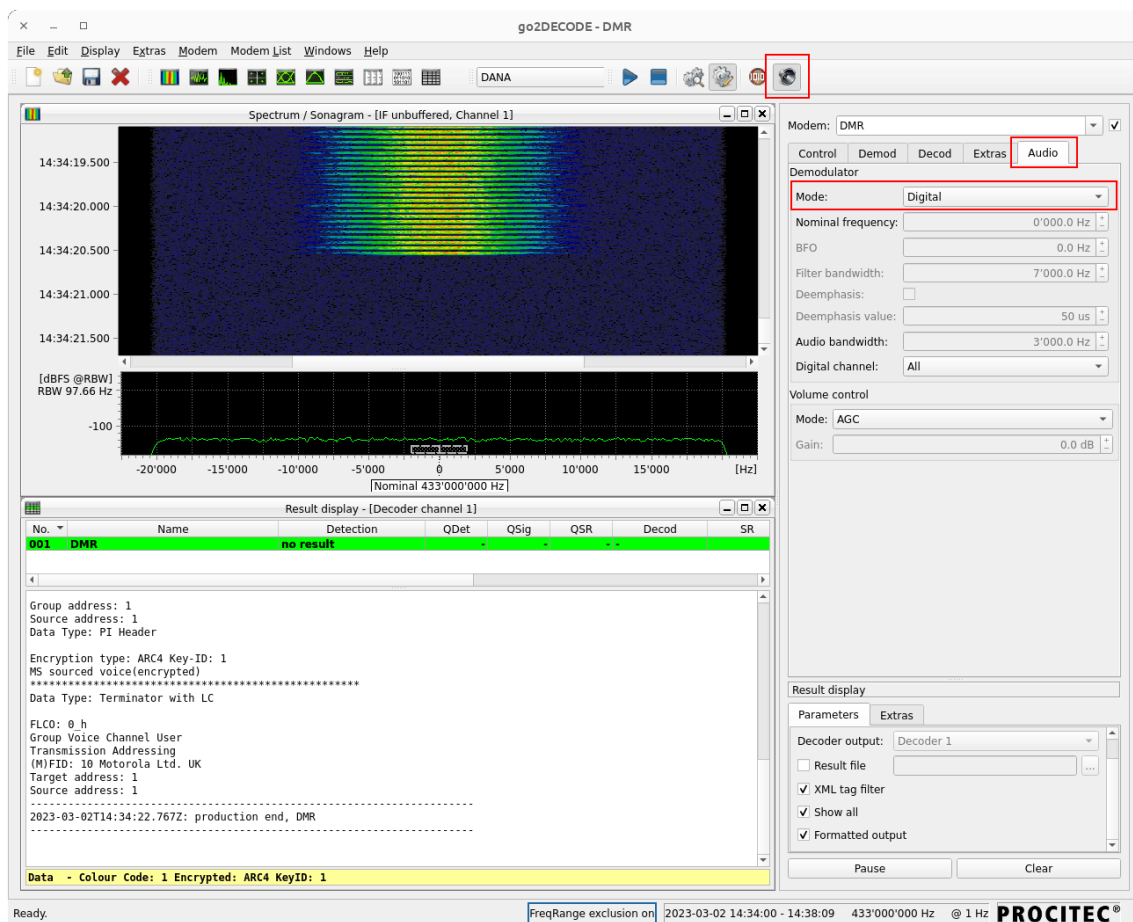 go2DECODE - DMR
File Edit Display Extras Modem Modem List Windows Help
DANA
Spectrum / Sonagram - [IF unbuffered, Channel 1]
14:34:19.500
14:34:20.000
14:34:20.500
14:34:21.000
14:34:21.500
[dBFS @RBW]
RBW 97.66 Hz
-100
-20'000 -15'000 -10'000 -5'000 0 5'000 10'000 15'000 [Hz]
Nominal 433'000'000 Hz
Result display - [Decoder channel 1]
No. Name Detection QDet QSig QSR Decod SR
001 DMR no result - - - -
Group address: 1
Source address: 1
Data Type: PI Header
Encryption type: ARC4 Key-ID: 1
MS sourced voice(encrypted)
****************************************************
Data Type: Terminator with LC
FLCO: 0_h
Group Voice Channel User
Transmission Addressing
(M)FID: 10 Motorola Ltd. UK
Target address: 1
Source address: 1
----------------------------------------------------------------------
2023-03-02T14:34:22.767Z: production end, DMR
----------------------------------------------------------------------
Data - Colour Code: 1 Encrypted: ARC4 KeyID: 1
Modem: DMR
Control Demod Decod Extras Audio
Demodulator
Mode: Digital
Nominal frequency: 0'000.0 Hz
BFO 0.0 Hz
Filter bandwidth: 7'000.0 Hz
Deemphasis:
Deemphasis value: 50 us
Audio bandwidth: 3'000.0 Hz
Digital channel: All
Volume control
Mode: AGC
Gain: 0.0 dB
Result display
Parameters Extras
Decoder output: Decoder 1
Result file ...
XML tag filter
Show all
Formatted output
Pause Clear
Ready. FreqRange exclusion on 2023-03-02 14:34:00 - 14:38:09 433'000'000 Hz @ 1 Hz PROCITEC®